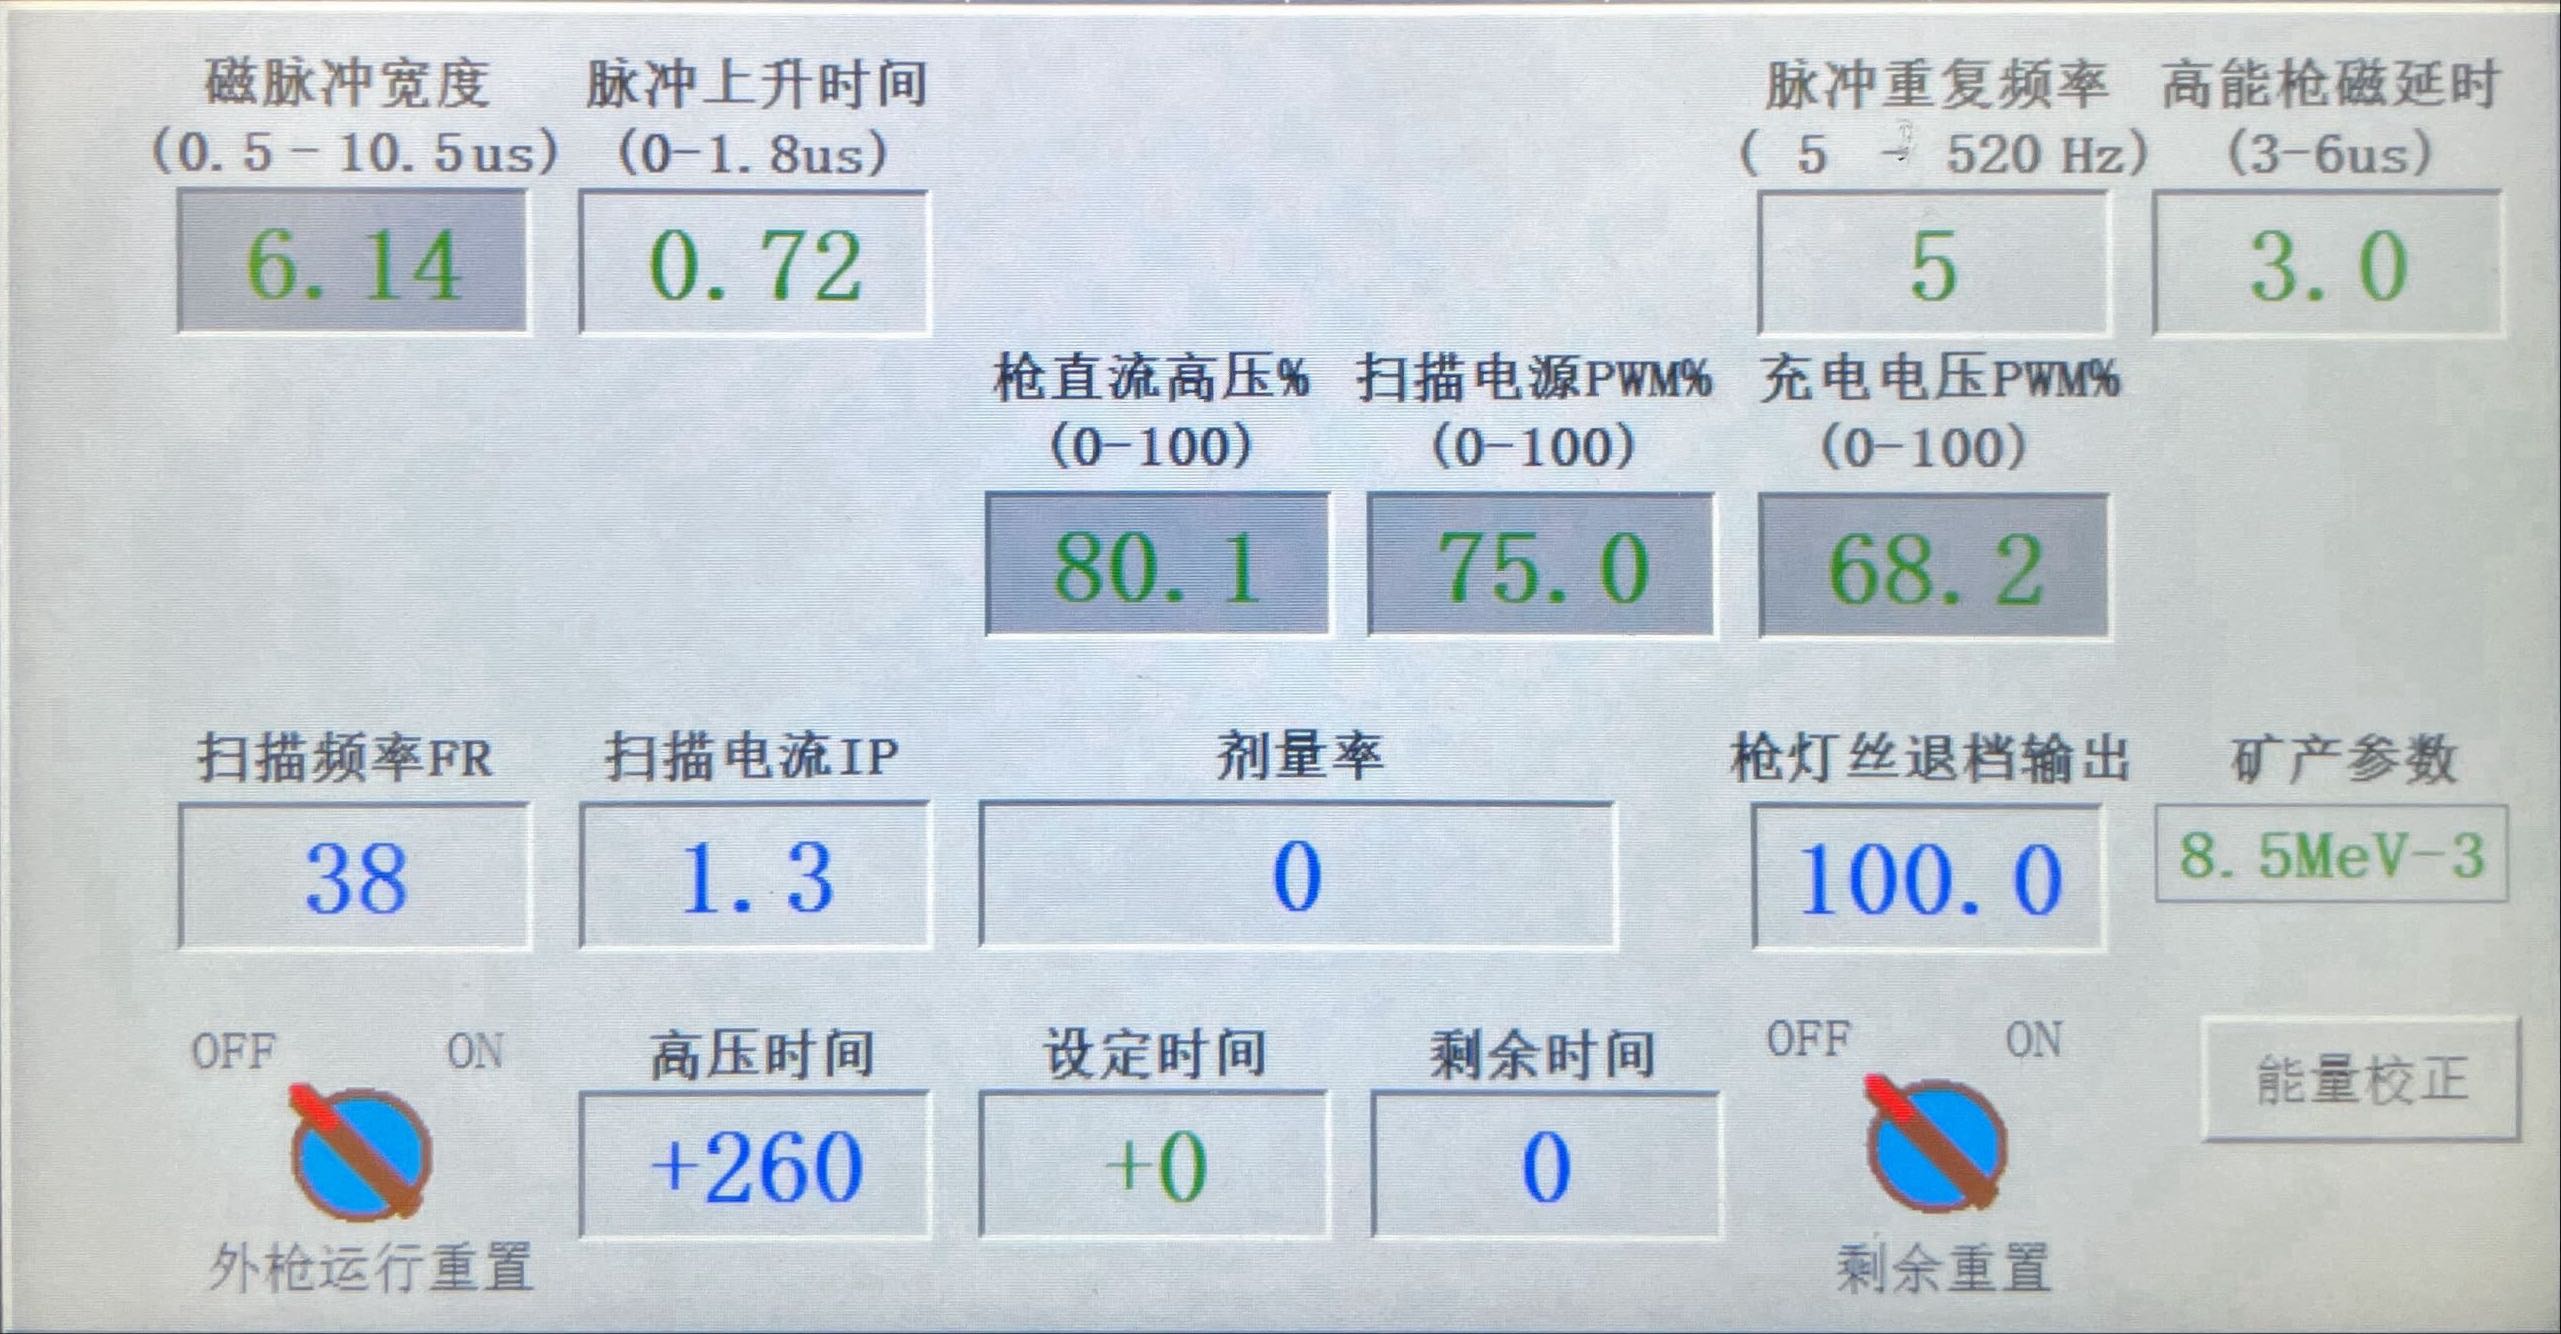 磁脉冲宽度 脉冲上升时间 脉冲重复频率 高能枪磁延时
(0.5-10.5us) (0-1.8us) ( 5 - 520 Hz) (3-6us)
6.14 0.72 5 3.0
枪直流高压% 扫描电源PWM% 充电电压PWM%
(0-100) (0-100) (0-100)
80.1 75.0 68.2
扫描频率FR 扫描电流IP 剂量率 枪灯丝退档输出 矿产参数
38 1.3 0 100.0 8.5MeV-3
OFF ON 高压时间 设定时间 剩余时间 OFF ON
能量校正
+260 +0 0
外枪运行重置 剩余重置